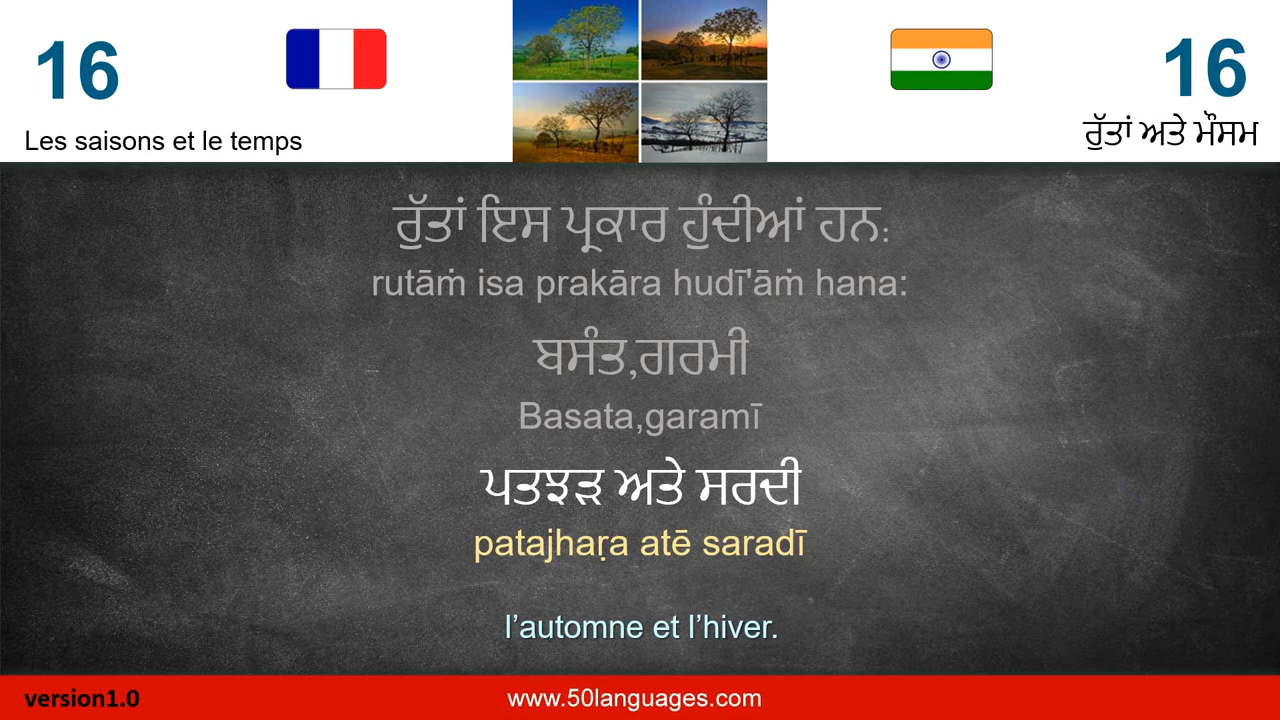 16
16
Les saisons et le temps
ਰੁੱਤਾਂ ਅਤੇ ਮੌਸਮ
ਰੁੱਤਾਂ ਇਸ ਪ੍ਰਕਾਰ ਹੁੰਦੀਆਂ ਹਨ:
rutāṁ isa prakāra hudī'āṁ hana:
ਬਸੰਤ,ਗਰਮੀ
Basata,garamī
ਪਤਝੜ ਅਤੇ ਸਰਦੀ
patajhaṛa atē saradī
l’automne et l’hiver.
version1.0
www.50languages.com